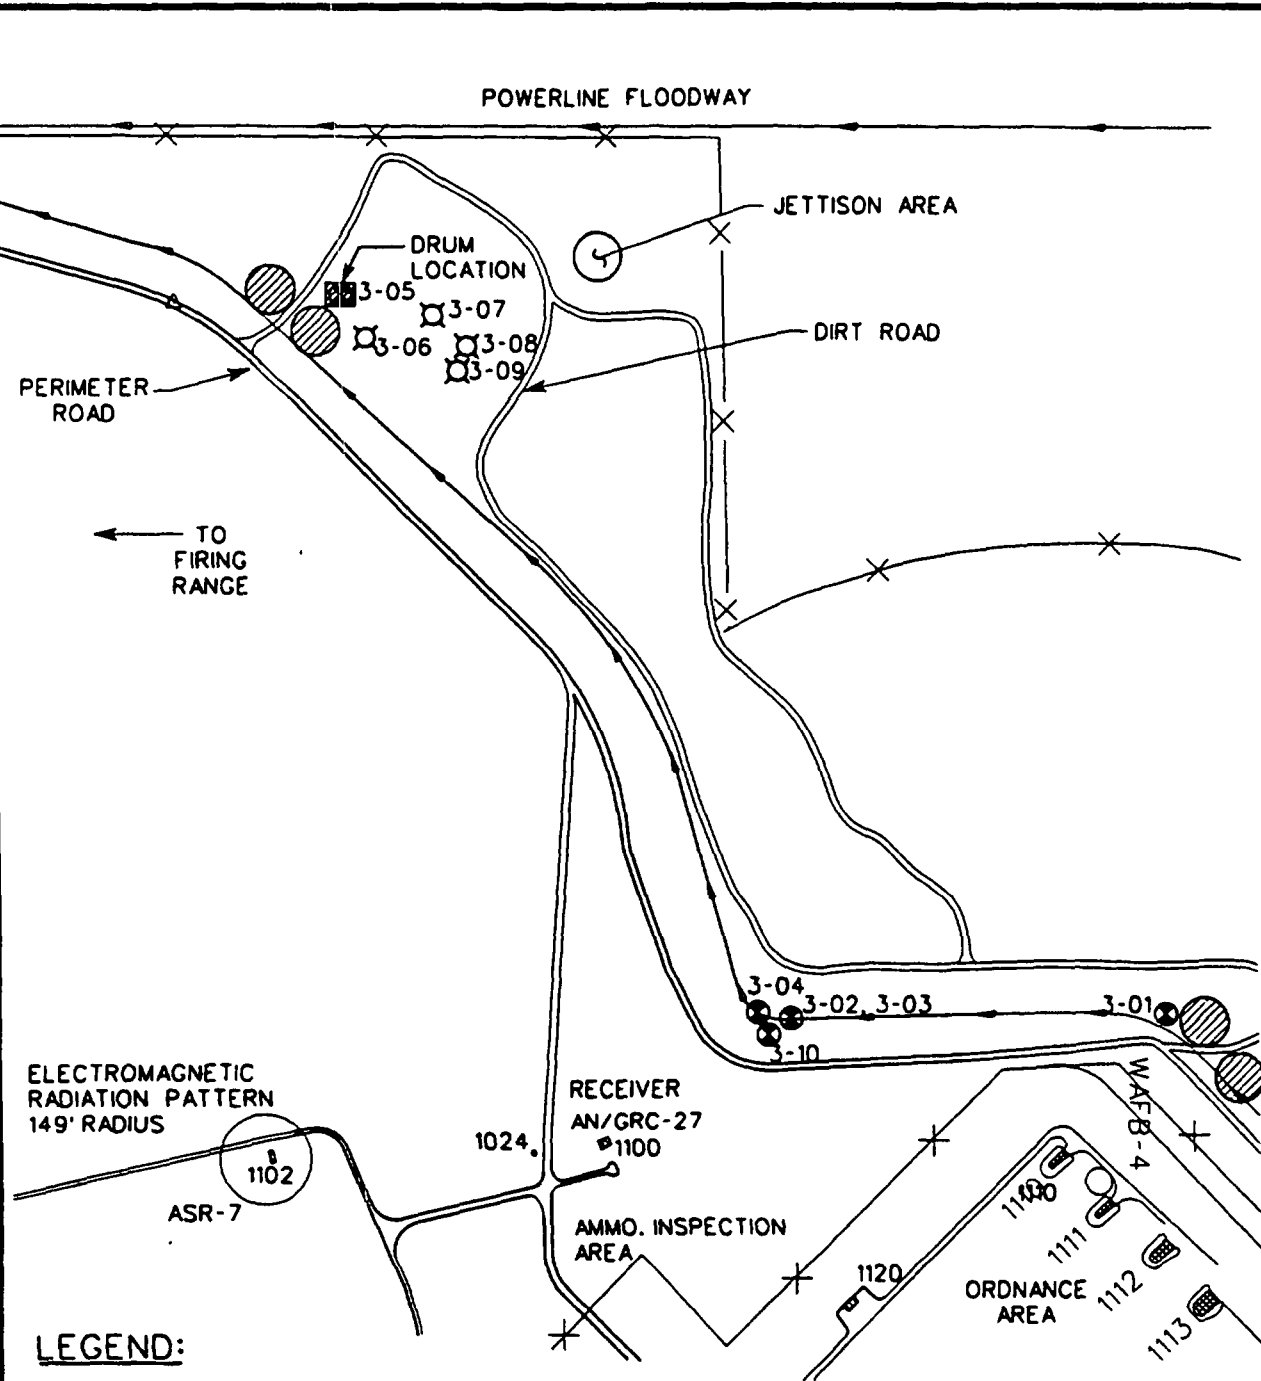 POWERLINE FLOODWAY
JETTISON AREA
DRUM
LOCATION
3-05
3-07
3-06
3-08
3-09
DIRT ROAD
PERIMETER
ROAD
TO
FIRING
RANGE
3-04
3-02, 3-03
3-01
3-10
ELECTROMAGNETIC
RADIATION PATTERN
149' RADIUS
RECEIVER
AN/GRC-27
1100
1024
1102
ASR-7
WAFB-4
AMMO. INSPECTION
AREA
1120
ORDNANCE
AREA
1111
1112
1113
LEGEND: